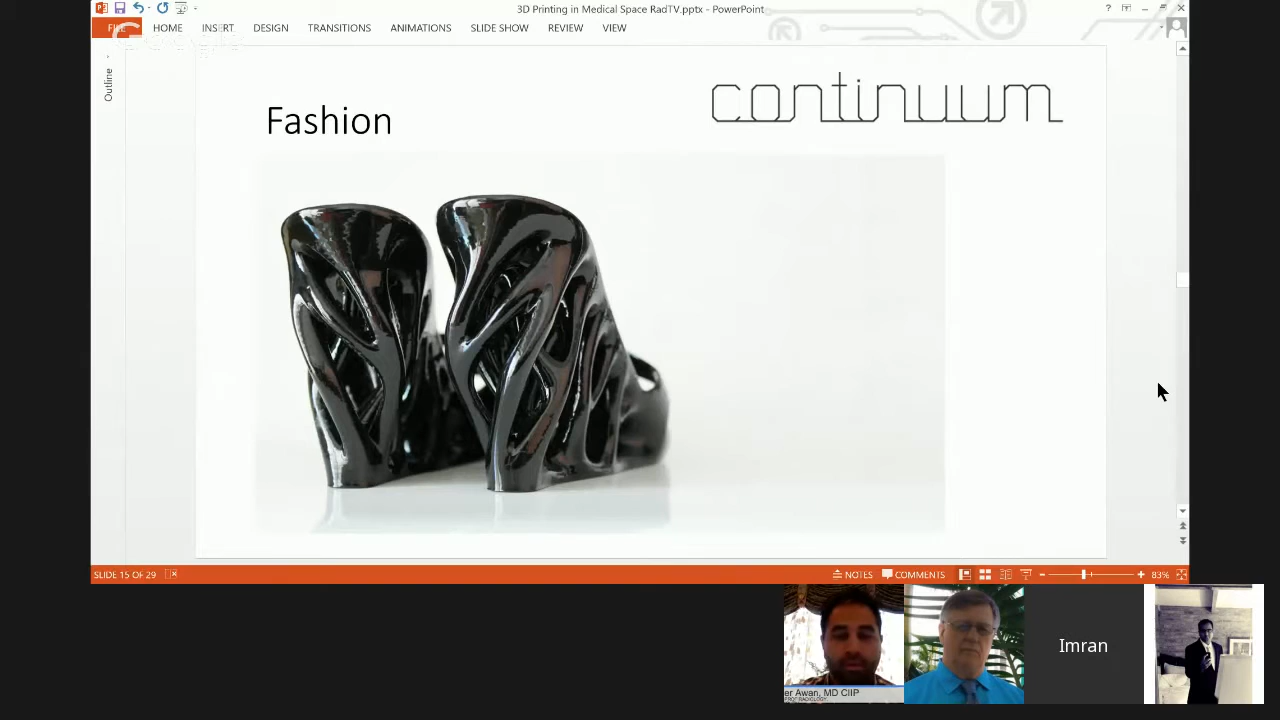 3D Printing in Medical Space RadTV.pptx - PowerPoint
FILE HOME INSERT DESIGN TRANSITIONS ANIMATIONS SLIDE SHOW REVIEW VIEW
Outline
continuum
Fashion
SLIDE 15 OF 29 NOTES COMMENTS 83%
Imran
er Awan, MD CIIP